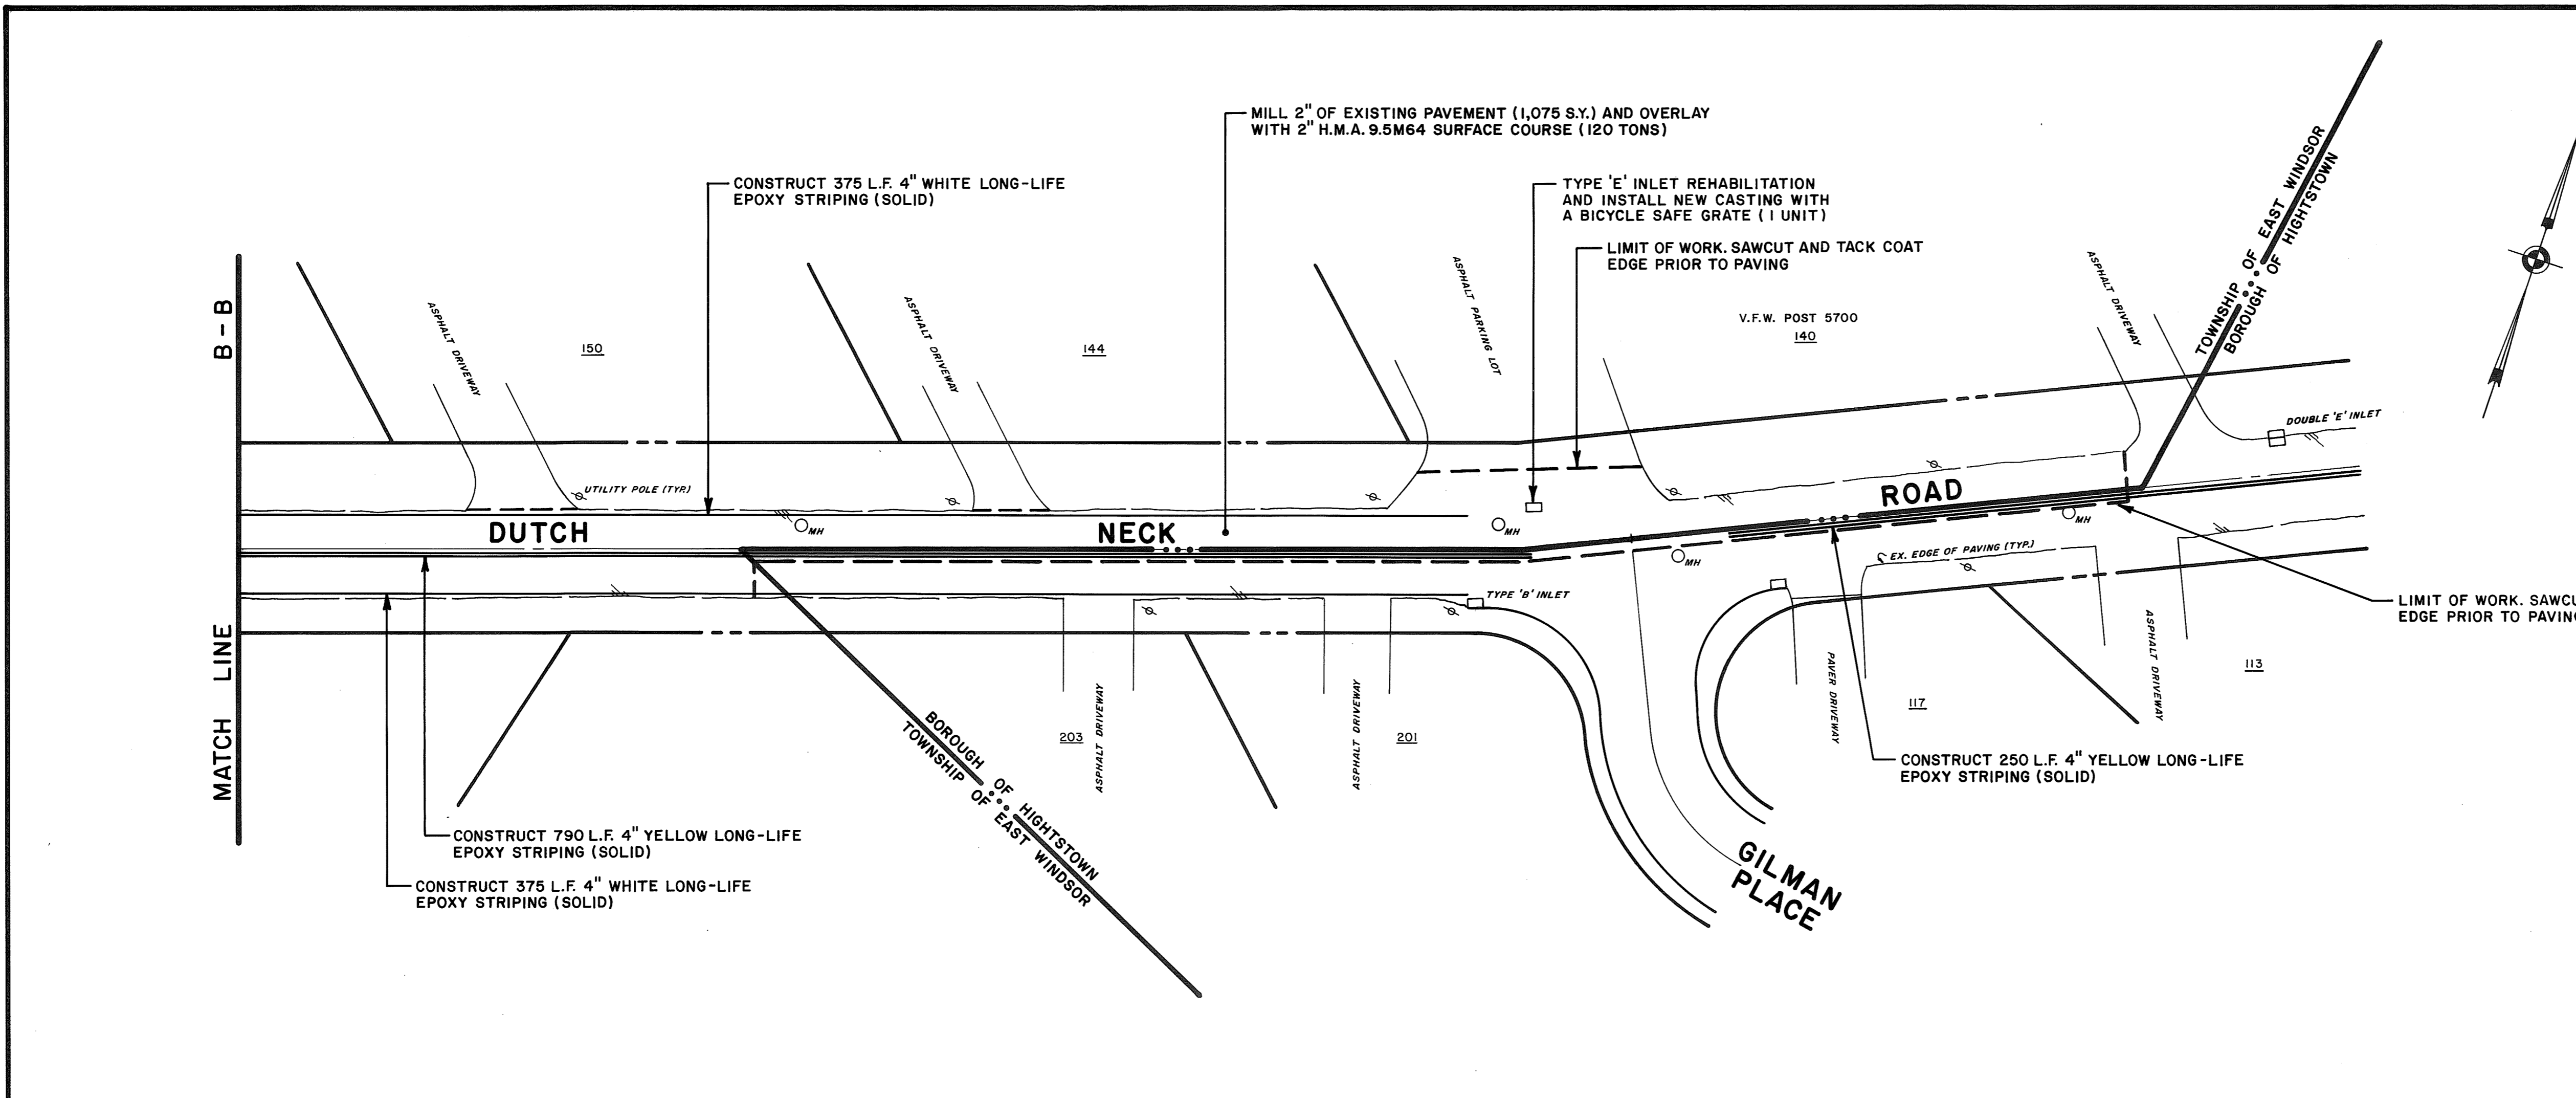 MILL 2" OF EXISTING PAVEMENT (1,075 S.Y.) AND OVERLAY
WITH 2" H.M.A. 9.5M64 SURFACE COURSE (120 TONS)
CONSTRUCT 375 L.F. 4" WHITE LONG-LIFE
EPOXY STRIPING (SOLID)
TYPE 'E' INLET REHABILITATION
AND INSTALL NEW CASTING WITH
A BICYCLE SAFE GRATE (1 UNIT)
LIMIT OF WORK. SAWCUT AND TACK COAT
EDGE PRIOR TO PAVING
TOWNSHIP OF EAST WINDSOR
BOROUGH OF HIGHTSTOWN
MATCH LINE B-B
ASPHALT DRIVEWAY
150
ASPHALT DRIVEWAY
144
ASPHALT PARKING LOT
V.F.W. POST 5700
140
ASPHALT DRIVEWAY
DOUBLE 'E' INLET
UTILITY POLE (TYP.)
MH
MH
DUTCH NECK ROAD
MH
MH
EX. EDGE OF PAVING (TYP.)
TYPE 'B' INLET
LIMIT OF WORK.
EDGE PRIOR TO
BOROUGH OF HIGHTSTOWN
TOWNSHIP OF EAST WINDSOR
203
ASPHALT DRIVEWAY
ASPHALT DRIVEWAY
201
PAVER DRIVEWAY
117
ASPHALT DRIVEWAY
113
CONSTRUCT 250 L.F. 4" YELLOW LONG-LIFE
EPOXY STRIPING (SOLID)
CONSTRUCT 790 L.F. 4" YELLOW LONG-LIFE
EPOXY STRIPING (SOLID)
CONSTRUCT 375 L.F. 4" WHITE LONG-LIFE
EPOXY STRIPING (SOLID)
GILMAN
PLACE